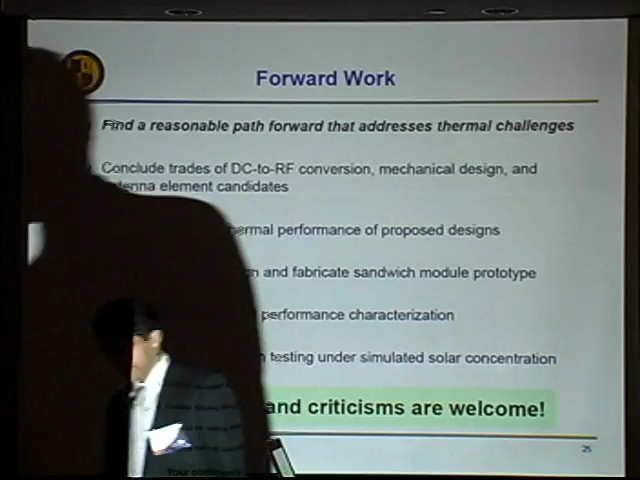 Forward Work
Find a reasonable path forward that addresses thermal challenges
Conclude trades of DC-to-RF conversion, mechanical design, and
antenna element candidates
thermal performance of proposed designs
and fabricate sandwich module prototype
performance characterization
testing under simulated solar concentration
and criticisms are welcome!
25